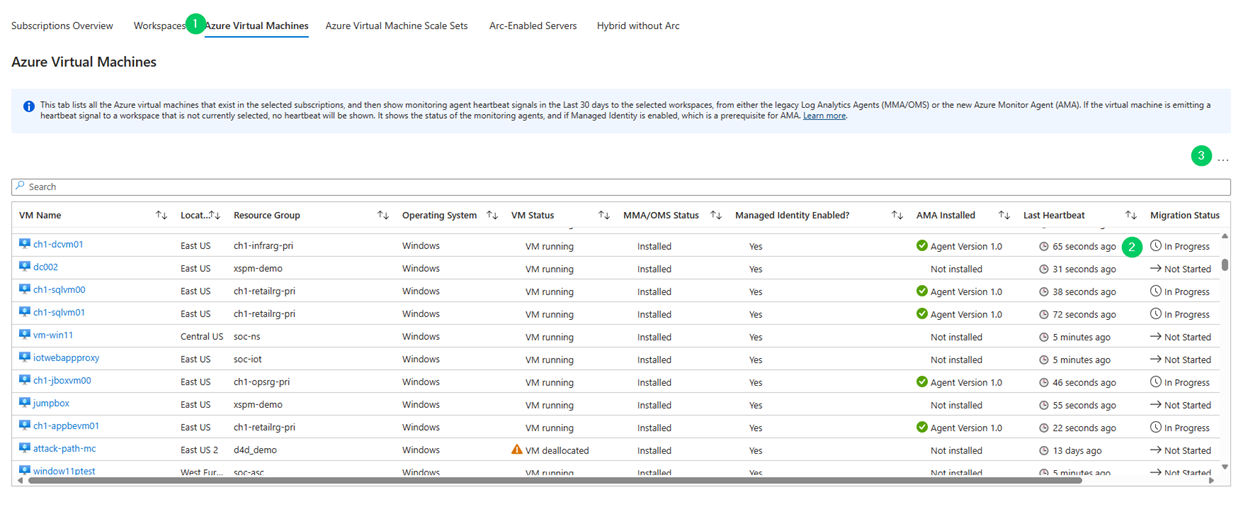 Subscriptions Overview Workspaces 1 Azure Virtual Machines Azure Virtual Machine Scale Sets Arc-Enabled Servers Hybrid without Arc
Azure Virtual Machines
This tab lists all the Azure virtual machines that exist in the selected subscriptions, and then show monitoring agent heartbeat signals in the Last 30 days to the selected workspaces, from either the legacy Log Analytics Agents (MMA/OMS) or the new Azure Monitor Agent (AMA). If the virtual machine is emitting a
heartbeat signal to a workspace that is not currently selected, no heartbeat will be shown. It shows the status of the monitoring agents, and if Managed Identity is enabled, which is a prerequisite for AMA. Learn more.
3 ...
Search
VM Name Locat... Resource Group Operating System VM Status MMA/OMS Status Managed Identity Enabled? AMA Installed Last Heartbeat Migration Status
ch1-dcvm01 East US ch1-infrarg-pri Windows VM running Installed Yes Agent Version 1.0 65 seconds ago 2 In Progress
dc002 East US xspm-demo Windows VM running Installed Yes Not installed 31 seconds ago Not Started
ch1-sqlvm00 East US ch1-retailrg-pri Windows VM running Installed Yes Agent Version 1.0 38 seconds ago In Progress
ch1-sqlvm01 East US ch1-retailrg-pri Windows VM running Installed Yes Agent Version 1.0 72 seconds ago In Progress
vm-win11 Central US soc-ns Windows VM running Installed Yes Not installed 5 minutes ago Not Started
iotwebappproxy East US soc-iot Windows VM running Installed Yes Not installed 5 minutes ago Not Started
ch1-jboxvm00 East US ch1-opsrg-pri Windows VM running Installed Yes Agent Version 1.0 46 seconds ago In Progress
jumpbox East US xspm-demo Windows VM running Installed Yes Not installed 55 seconds ago Not Started
ch1-appbevm01 East US ch1-retailrg-pri Windows VM running Installed Yes Agent Version 1.0 22 seconds ago In Progress
attack-path-mc East US 2 d4d_demo Windows VM deallocated Installed Yes Not installed 13 days ago Not Started
window11ptest West Eur... soc-asc Windows VM running Installed Yes Not installed 5 minutes ago Not Started